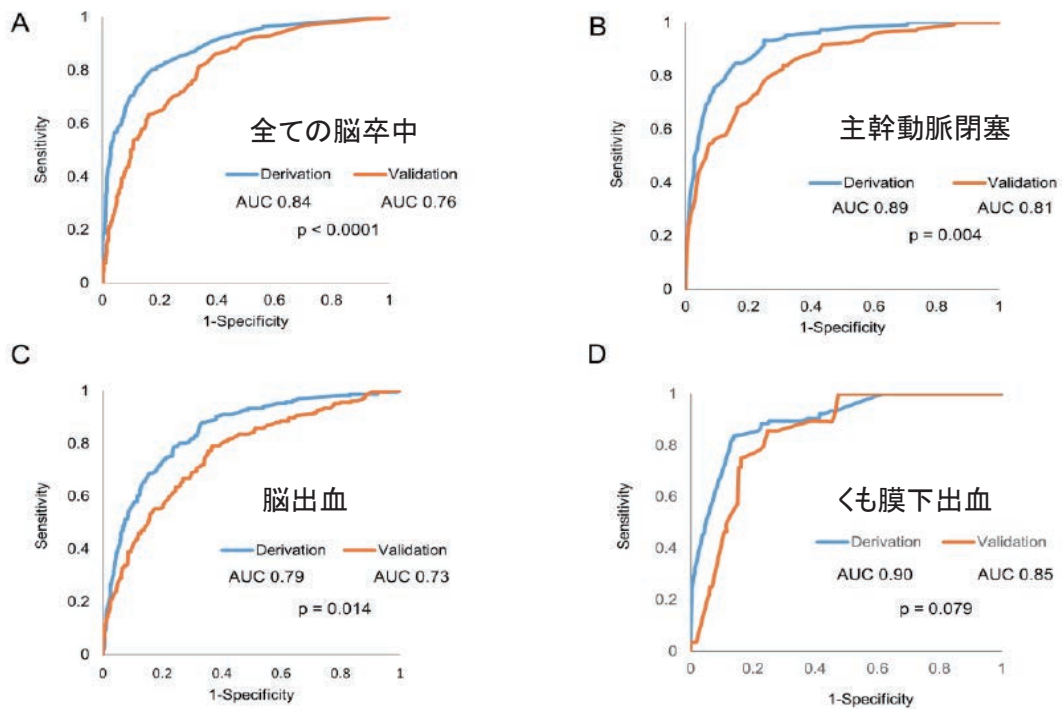 A
1
0.8
0.6
0.4
0.2
0
Sensitivity
全ての脳卒中
Derivation Validation
AUC 0.84 AUC 0.76
p < 0.0001
0 0.2 0.4 0.6 0.8 1
1-Specificity
B
1
0.8
0.6
0.4
0.2
0
Sensitivity
主幹動脈閉塞
Derivation Validation
AUC 0.89 AUC 0.81
p = 0.004
0 0.2 0.4 0.6 0.8 1
1-Specificity
C
1
0.8
0.6
0.4
0.2
0
Sensitivity
脳出血
Derivation Validation
AUC 0.79 AUC 0.73
p = 0.014
0 0.2 0.4 0.6 0.8 1
1-Specificity
D
1
0.8
0.6
0.4
0.2
0
Sensitivity
くも膜下出血
Derivation Validation
AUC 0.90 AUC 0.85
p = 0.079
0 0.2 0.4 0.6 0.8 1
1-Specificity